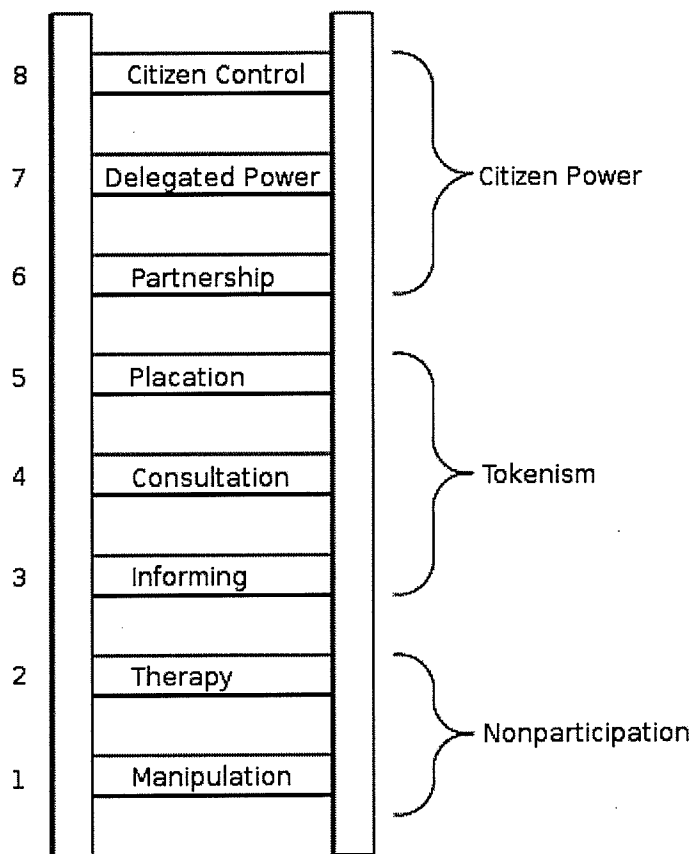 8 Citizen Control
7 Delegated Power
Citizen Power
6 Partnership
5 Placation
4 Consultation
Tokenism
3 Informing
2 Therapy
Nonparticipation
1 Manipulation